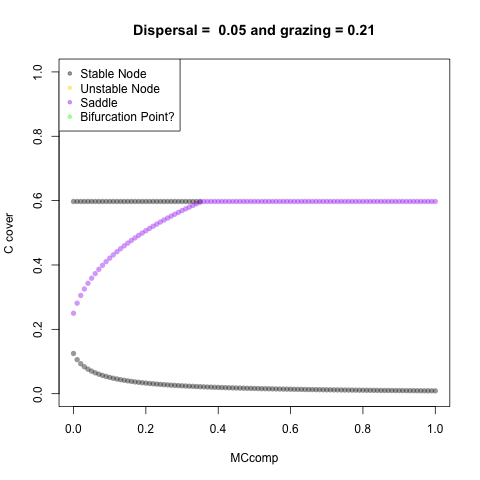 Dispersal =  0.05 and grazing = 0.21
Stable Node
Unstable Node
Saddle
Bifurcation Point?
1.0
0.8
0.6
0.4
0.2
0.0
C cover
0.0 0.2 0.4 0.6 0.8 1.0
MCcomp